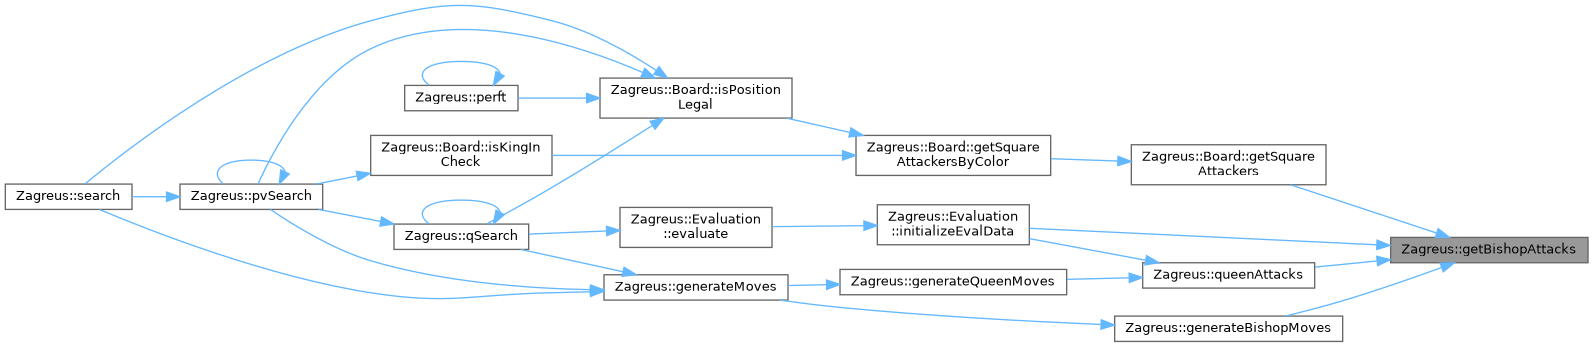 Zagreus::Board::isPosition
Legal
Zagreus::perft
Zagreus::Board::isKingIn
Check
Zagreus::Board::getSquare
AttackersByColor
Zagreus::Board::getSquare
Attackers
Zagreus::search
Zagreus::pvSearch
Zagreus::qSearch
Zagreus::Evaluation
::evaluate
Zagreus::Evaluation
::initializeEvalData
Zagreus::getBishopAttacks
Zagreus::queenAttacks
Zagreus::generateMoves
Zagreus::generateQueenMoves
Zagreus::generateBishopMoves